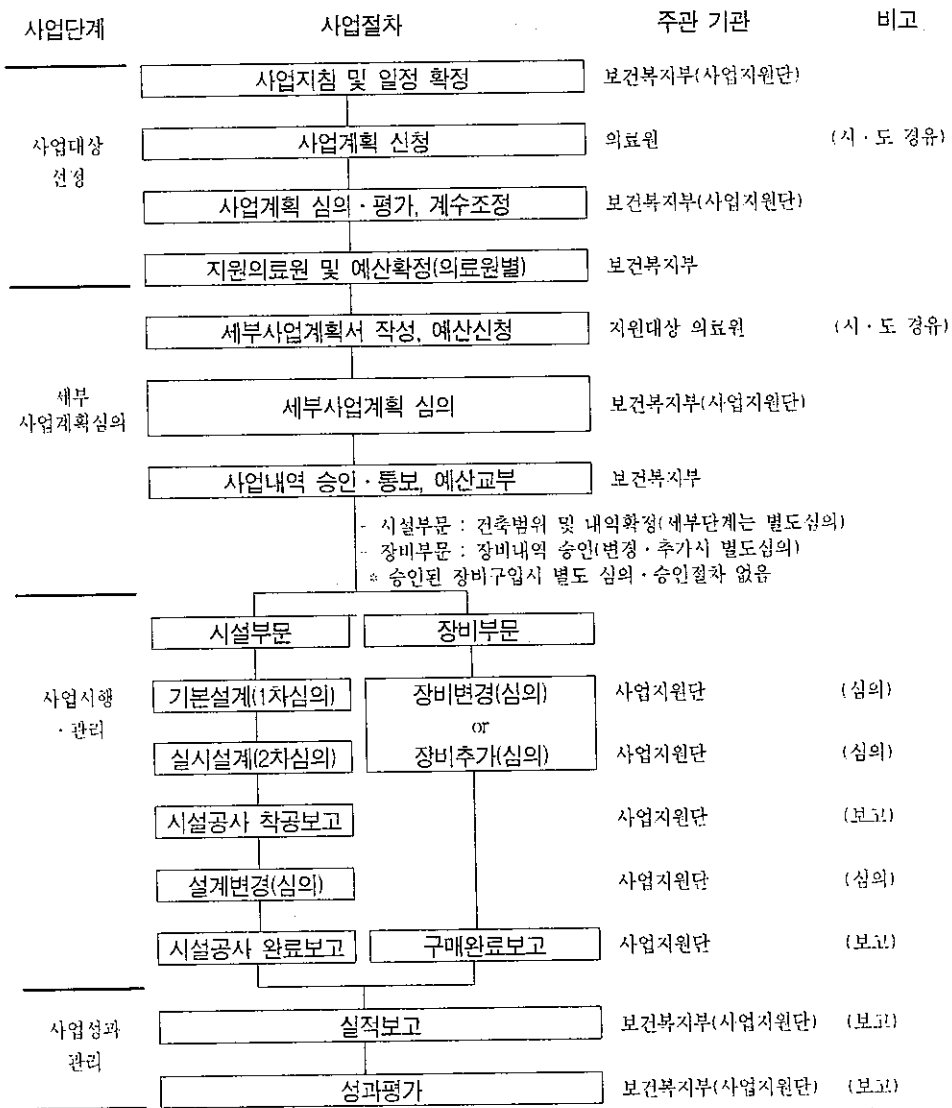 사업단계 사업절차 주관 기관 비고
사업지침 및 일정 확정 보건복지부(사업지원단)
사업대상
선정
사업계획 신청 의료원 (시·도 경유)
사업계획 심의·평가, 계수조정 보건복지부(사업지원단)
지원의료원 및 예산확정(의료원별) 보건복지부
세부사업계획서 작성, 예산신청 지원대상 의료원 (시·도 경유)
세부
사업계획심의
세부사업계획 심의 보건복지부(사업지원단)
사업내역 승인·통보, 예산교부 보건복지부
- 시설부문 : 건축범위 및 내역확정(세부단계는 별도심의)
- 장비부문 : 장비내역 승인(변경·추가시 별도심의)
* 승인된 장비구입시 별도 심의·승인절차 없음
시설부문 장비부문
사업시행
·관리
기본설계(1차심의) 장비변경(심의) 사업지원단 (심의)
or
실시설계(2차심의) 장비추가(심의) 사업지원단 (심의)
시설공사 착공보고 사업지원단 (보고)
설계변경(심의) 사업지원단 (심의)
시설공사 완료보고 구매완료보고 사업지원단 (보고)
사업성과
관리
실적보고 보건복지부(사업지원단) (보고)
성과평가 보건복지부(사업지원단) (보고)